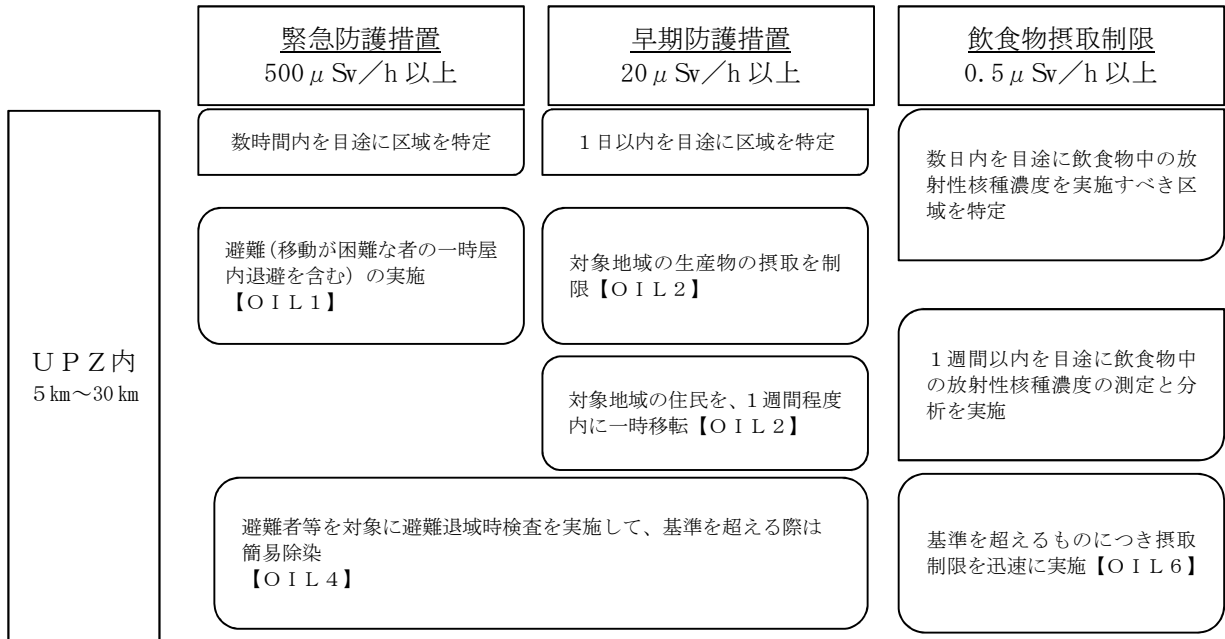 緊急防護措置
500μSv/h 以上
早期防護措置
20μSv/h 以上
飲食物摂取制限
0.5μSv/h 以上
UPZ内
5㎞~30㎞
数時間内を目途に区域を特定
1日以内を目途に区域を特定
数日内を目途に飲食物中の放
射性核種濃度を実施すべき区
域を特定
避難(移動が困難な者の一時屋
内退避を含む)の実施
【OIL1】
対象地域の生産物の摂取を制
限【OIL2】
1週間以内を目途に飲食物中
の放射性核種濃度の測定と分
析を実施
対象地域の住民を、1週間程度
内に一時移転【OIL2】
避難者等を対象に避難退域時検査を実施して、基準を超える際は
簡易除染
【OIL4】
基準を超えるものにつき摂取
制限を迅速に実施【OIL6】